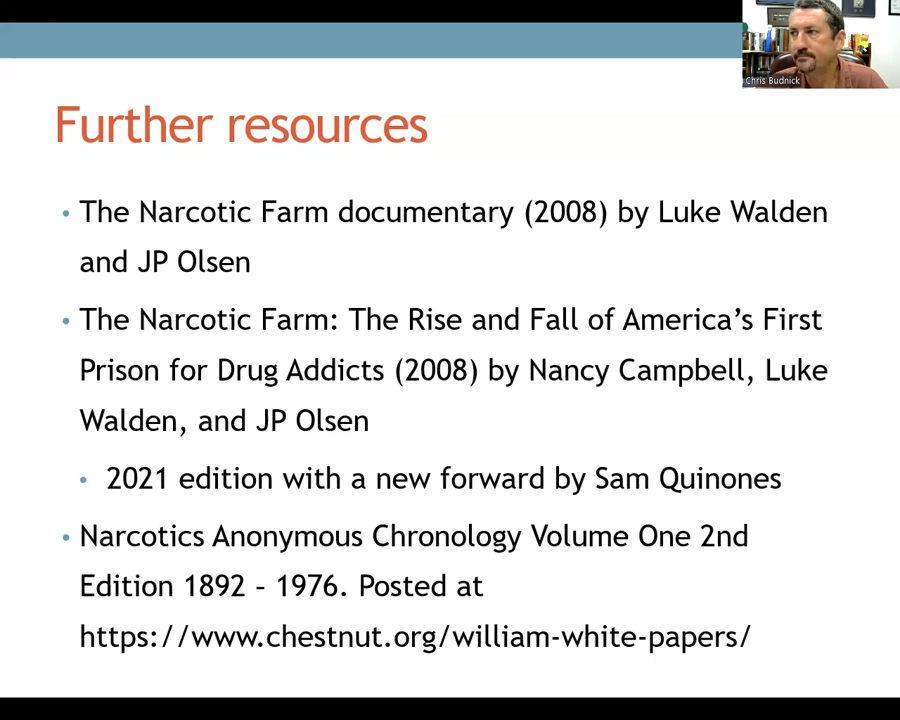 Chris Budnick
Further resources
• The Narcotic Farm documentary (2008) by Luke Walden
and JP Olsen
• The Narcotic Farm: The Rise and Fall of America's First
Prison for Drug Addicts (2008) by Nancy Campbell, Luke
Walden, and JP Olsen
• 2021 edition with a new forward by Sam Quinones
• Narcotics Anonymous Chronology Volume One 2nd
Edition 1892 – 1976. Posted at
https://www.chestnut.org/william-white-papers/